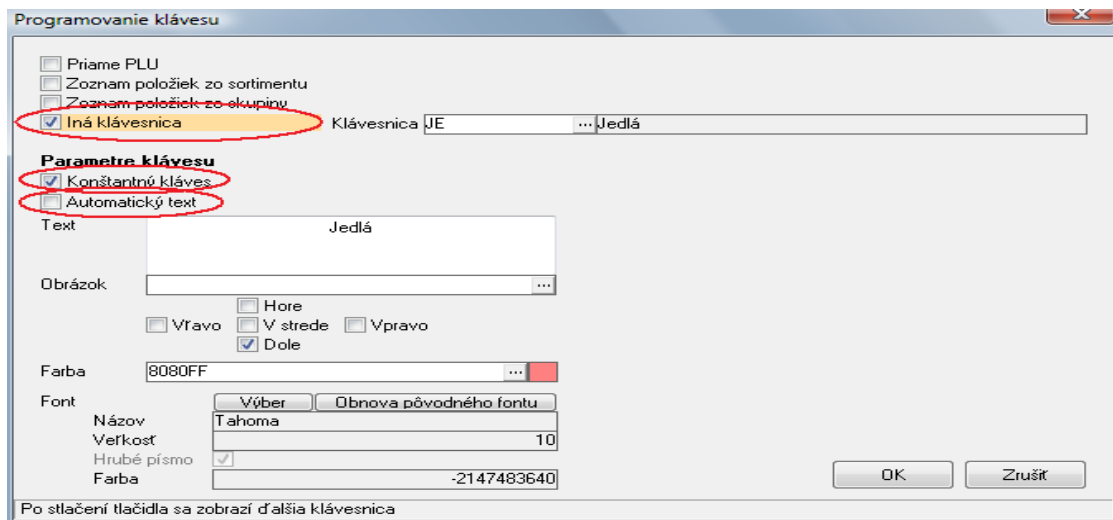 Programovanie klávesu
Priame PLU
Zoznam položiek zo sortimentu
Zoznam položiek zo skupiny
Iná klávesnica Klávesnica JE ... Jedlá
Parametre klávesu
Konštantný kláves
Automatický text
Text Jedlá
Obrázok ...
Hore
Vľavo V strede Vpravo
Dole
Farba 8080FF ...
Font Výber Obnova pôvodného fontu
Názov Tahoma
Veľkosť 10
Hrubé písmo
Farba -2147483640
OK Zrušiť
Po stlačení tlačidla sa zobrazí ďalšia klávesnica